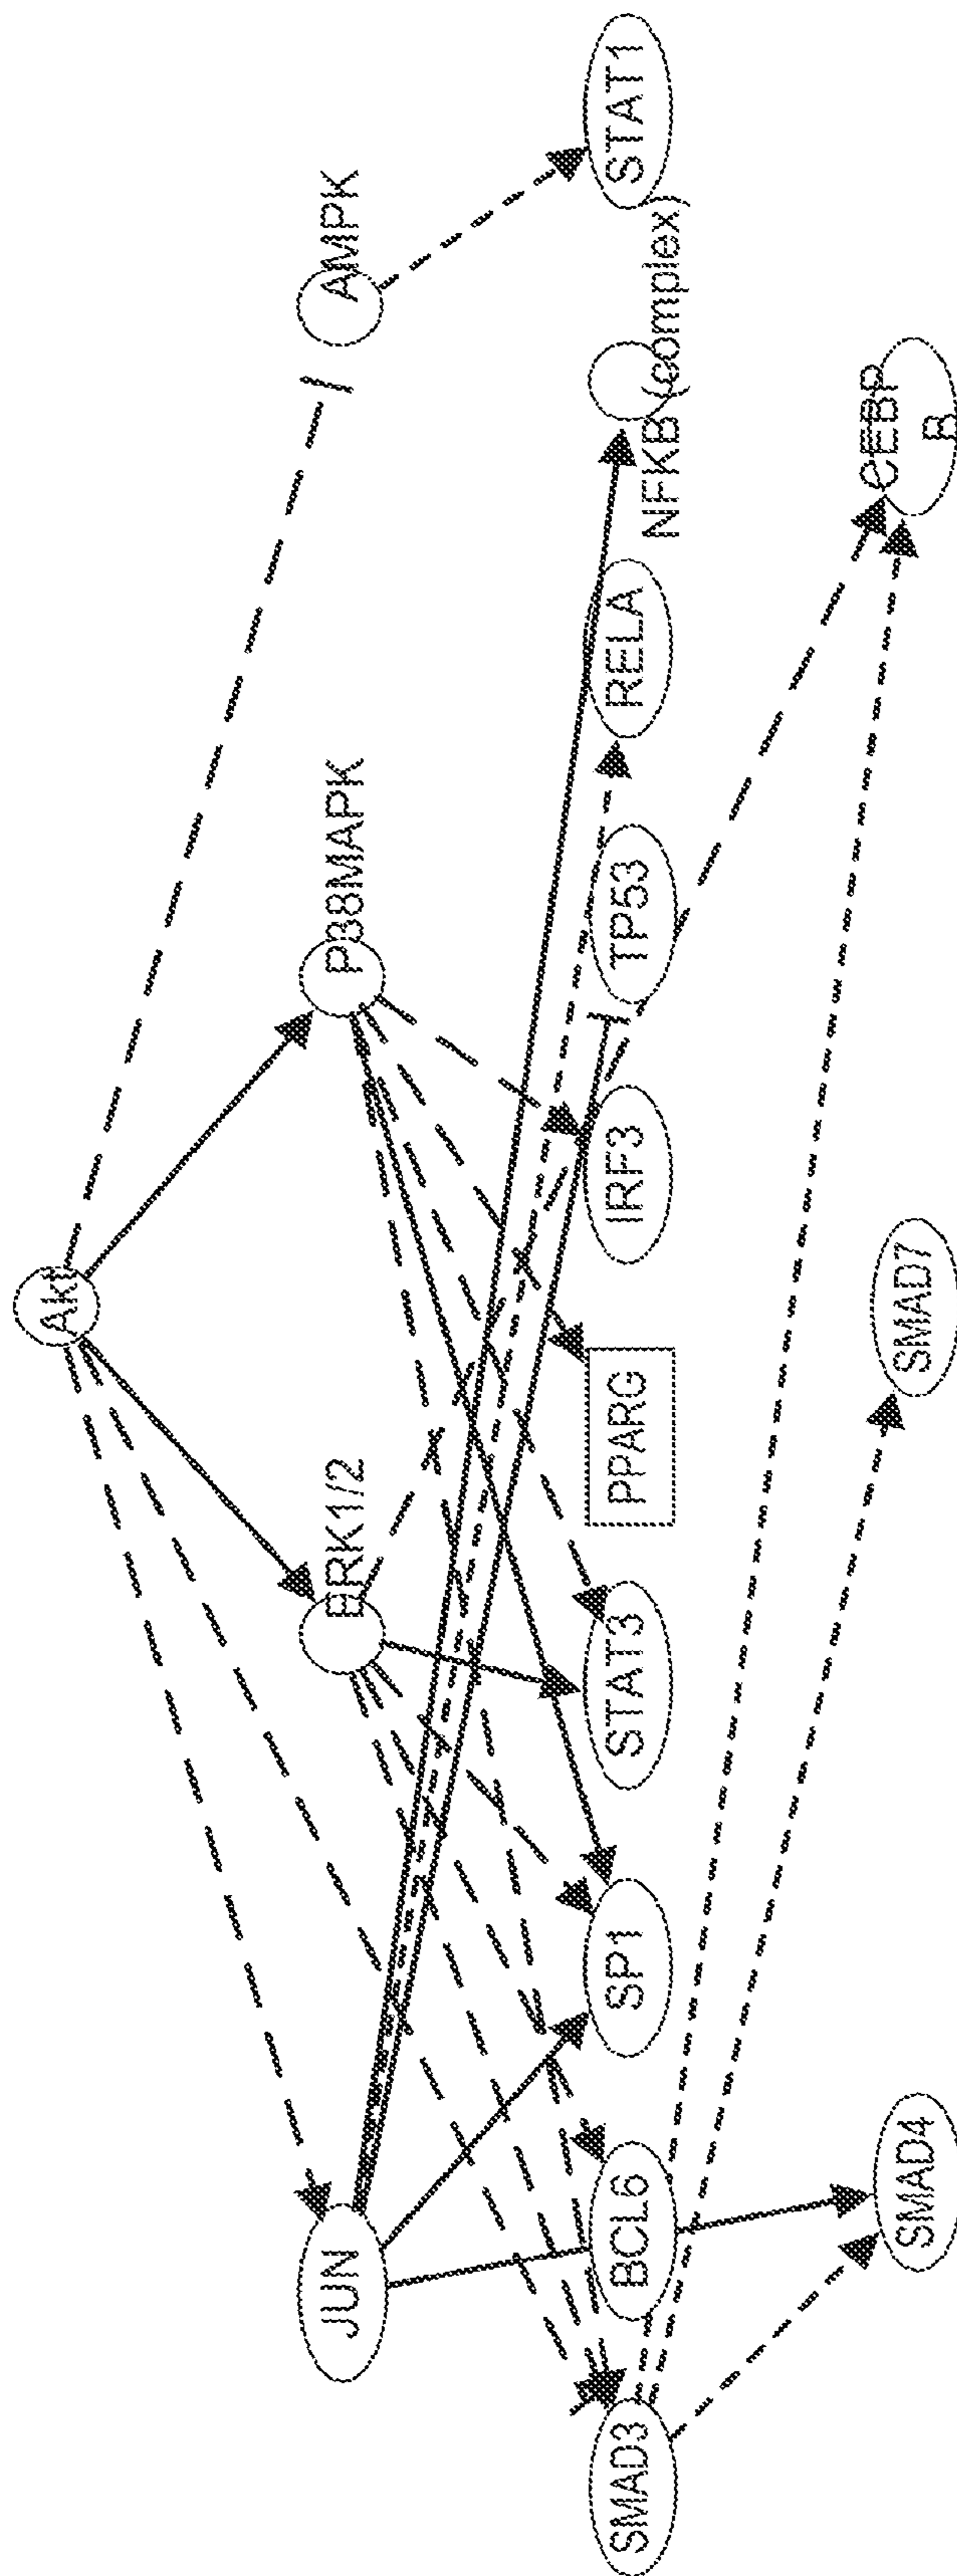 Akt
JUN
ERK1/2
P38MAPK
AMPK
SMAD3
BCL6
SP1
STAT3
PPARG
IRF3
TP53
RELA
NFKB (complex)
STAT1
SMAD4
SMAD7
CEBP
B